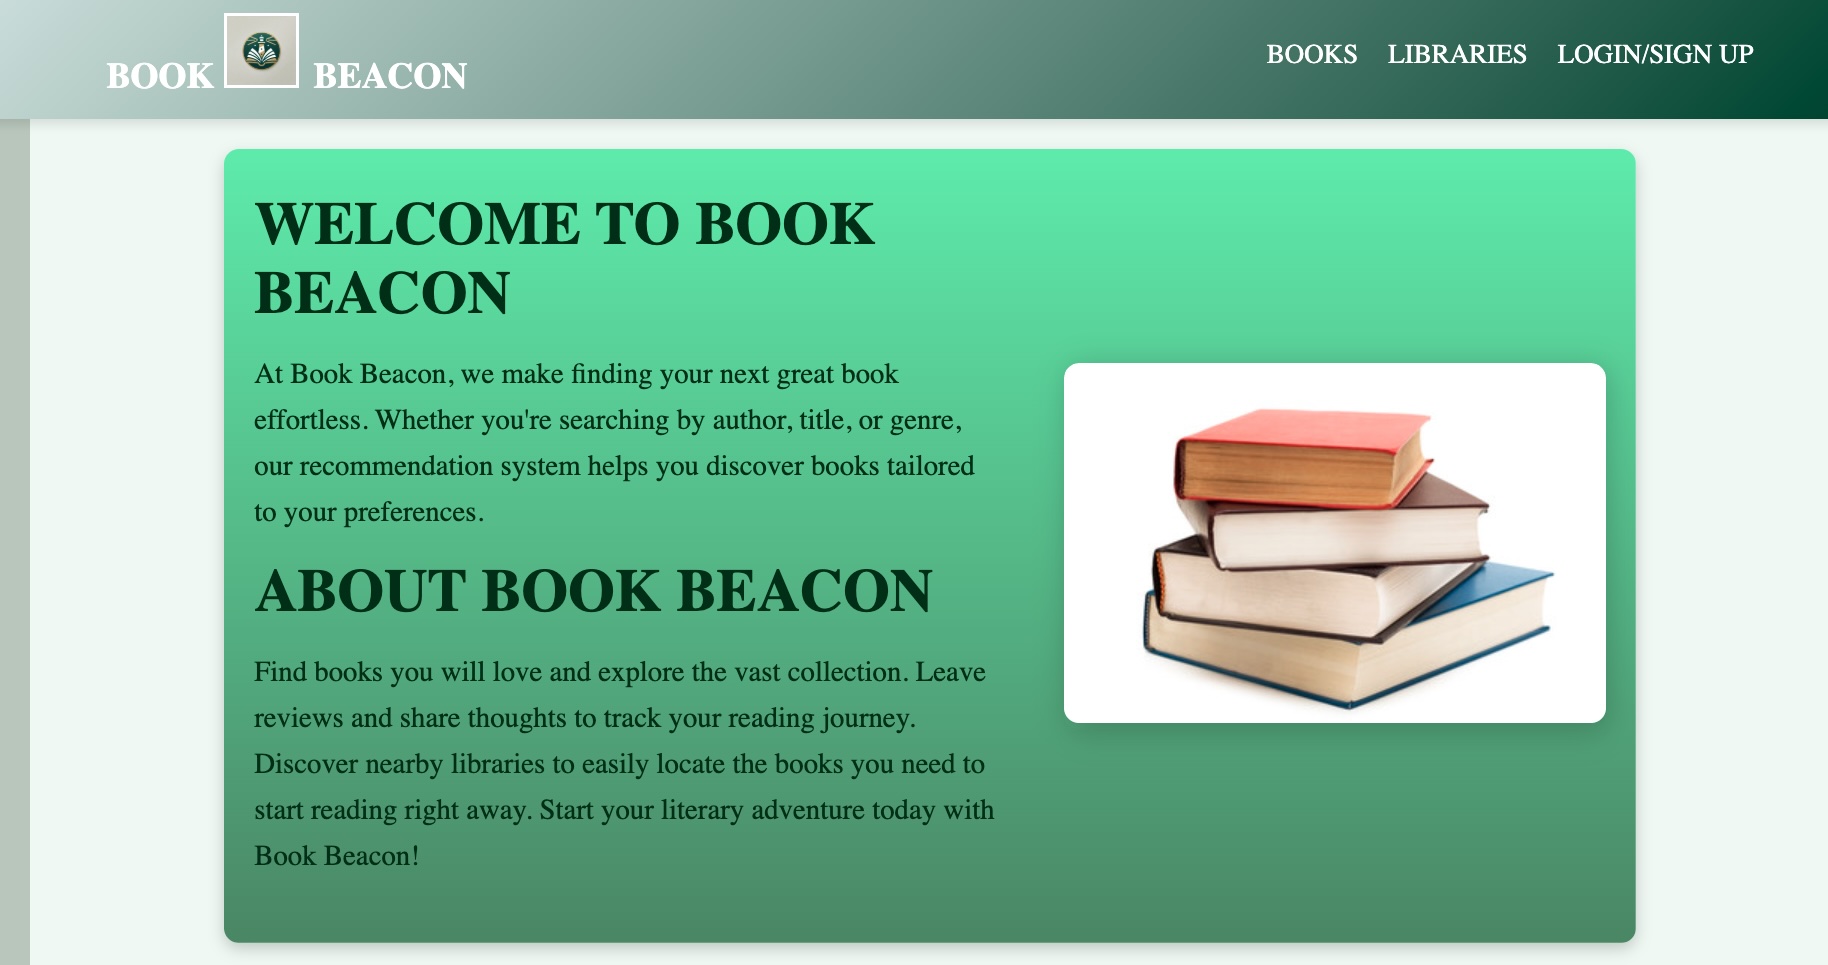 BOOK BEACON
BOOKS LIBRARIES LOGIN/SIGN UP
WELCOME TO BOOK
BEACON
At Book Beacon, we make finding your next great book
effortless. Whether you're searching by author, title, or genre,
our recommendation system helps you discover books tailored
to your preferences.
ABOUT BOOK BEACON
Find books you will love and explore the vast collection. Leave
reviews and share thoughts to track your reading journey.
Discover nearby libraries to easily locate the books you need to
start reading right away. Start your literary adventure today with
Book Beacon!